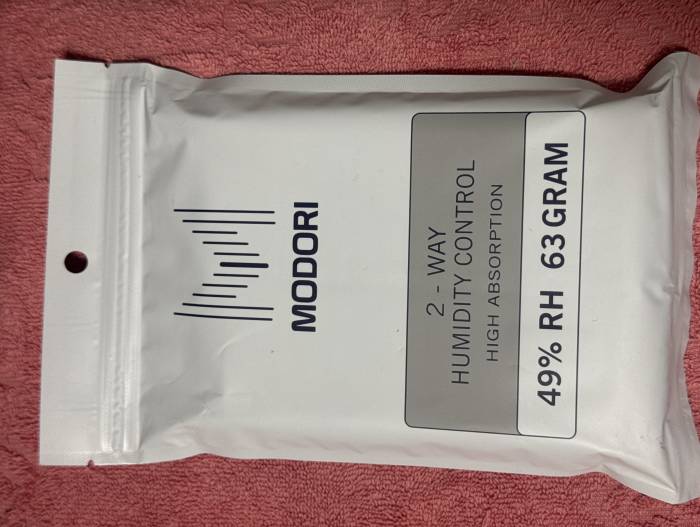 MODORI
2 - WAY
HUMIDITY CONTROL
HIGH ABSORPTION
49% RH 63 GRAM